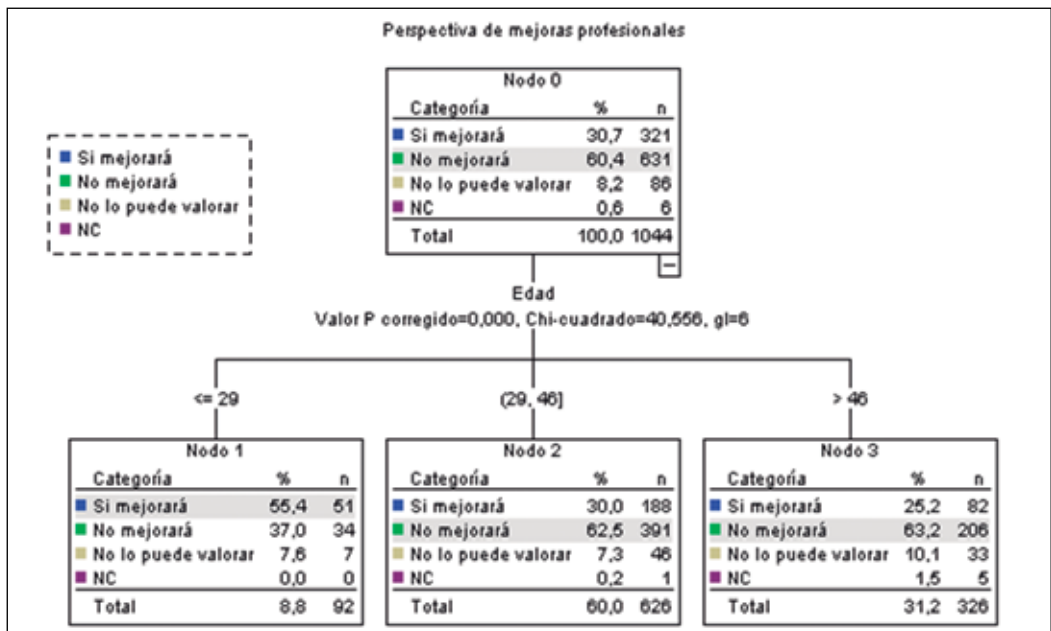 Perspectiva de mejoras profesionales
Si mejorará
No mejorará
No lo puede valorar
NC
Nodo 0
Categoría % n
Si mejorará 30,7 321
No mejorará 60,4 631
No lo puede valorar 8,2 86
NC 0,6 6
Total 100,0 1044
Edad
Valor P corregido=0,000, Chi-cuadrado=40,556, gl=6
<= 29
(29, 46]
> 46
Nodo 1
Categoría % n
Si mejorará 55,4 51
No mejorará 37,0 34
No lo puede valorar 7,6 7
NC 0,0 0
Total 8,8 92
Nodo 2
Categoría % n
Si mejorará 30,0 188
No mejorará 62,5 391
No lo puede valorar 7,3 46
NC 0,2 1
Total 60,0 626
Nodo 3
Categoría % n
Si mejorará 25,2 82
No mejorará 63,2 206
No lo puede valorar 10,1 33
NC 1,5 5
Total 31,2 326